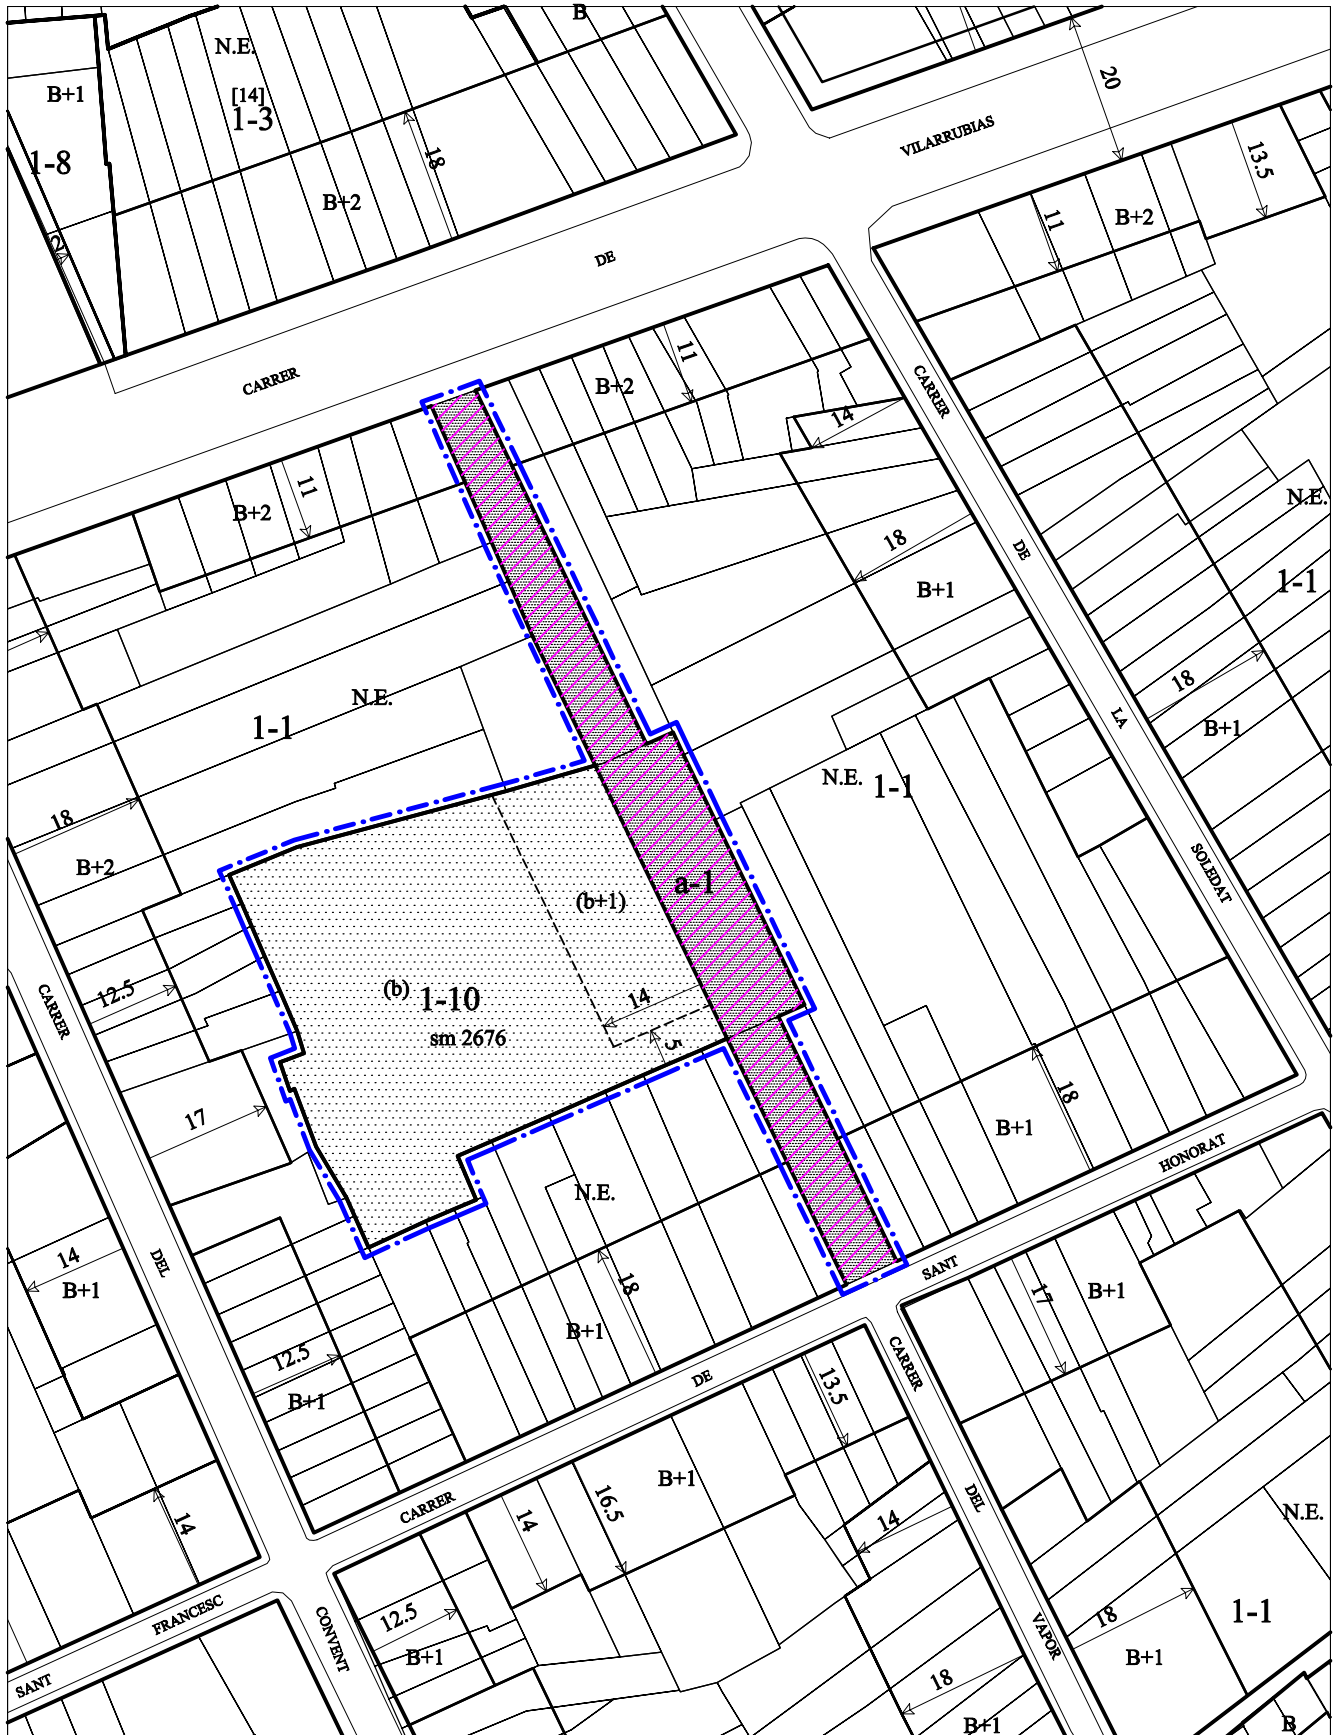 B
N.E.
B+1
[14]
1-3
20
VILARRUBIAS
1-8
18
13.5
B+2
11
B+2
DE
CARRER
11
B+2
CARRER
14
11
B+2
N.E.
18
DE
B+1
1-1
18
N.E.
1-1
LA
B+1
N.E.
1-1
18
B+2
a-1
SOLEDAT
(b+1)
(b)
1-10
14
12.5
CARRER
sm 2676
5
17
18
B+1
HONORAT
N.E.
14
DEL
B+1
SANT
18
17
B+1
B+1
12.5
B+1
CARRER
DE
13.5
B+1
CARRER
16.5
14
DEL
14
14
N.E.
FRANCESC
CONVENT
12.5
B+1
VAPOR
18
1-1
B+1
SANT
18
B+1
B